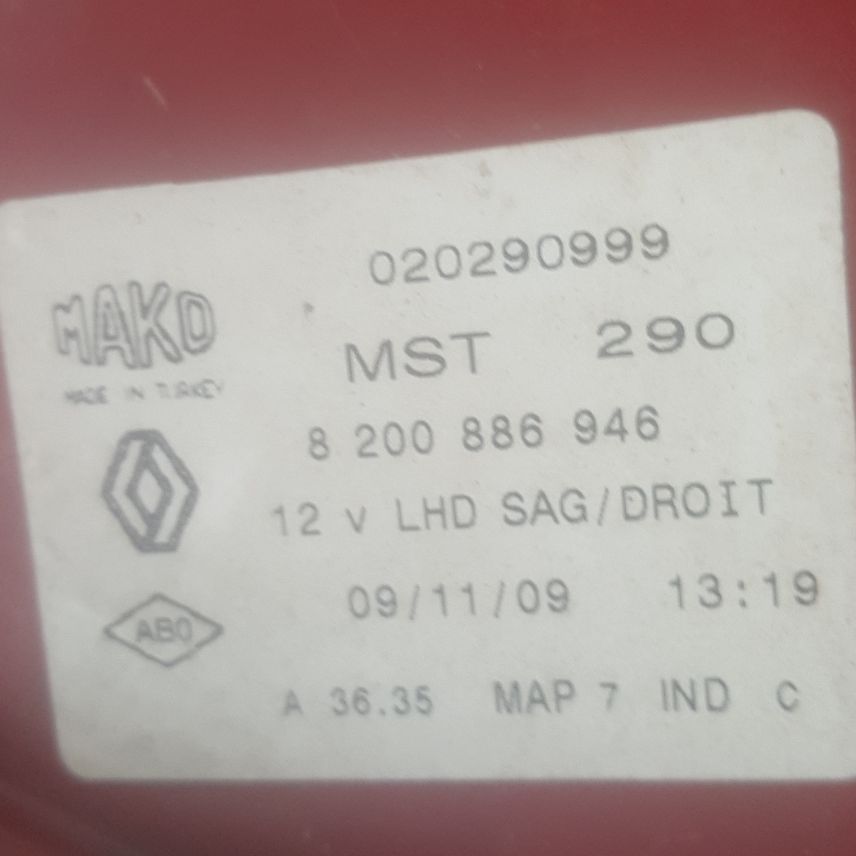 020290999
MAKO
MADE IN TURKEY
MST 290
8 200 886 946
12 v LHD SAG/DROIT
09/11/09 13:19
AB0
A 36.35 MAP 7 IND C